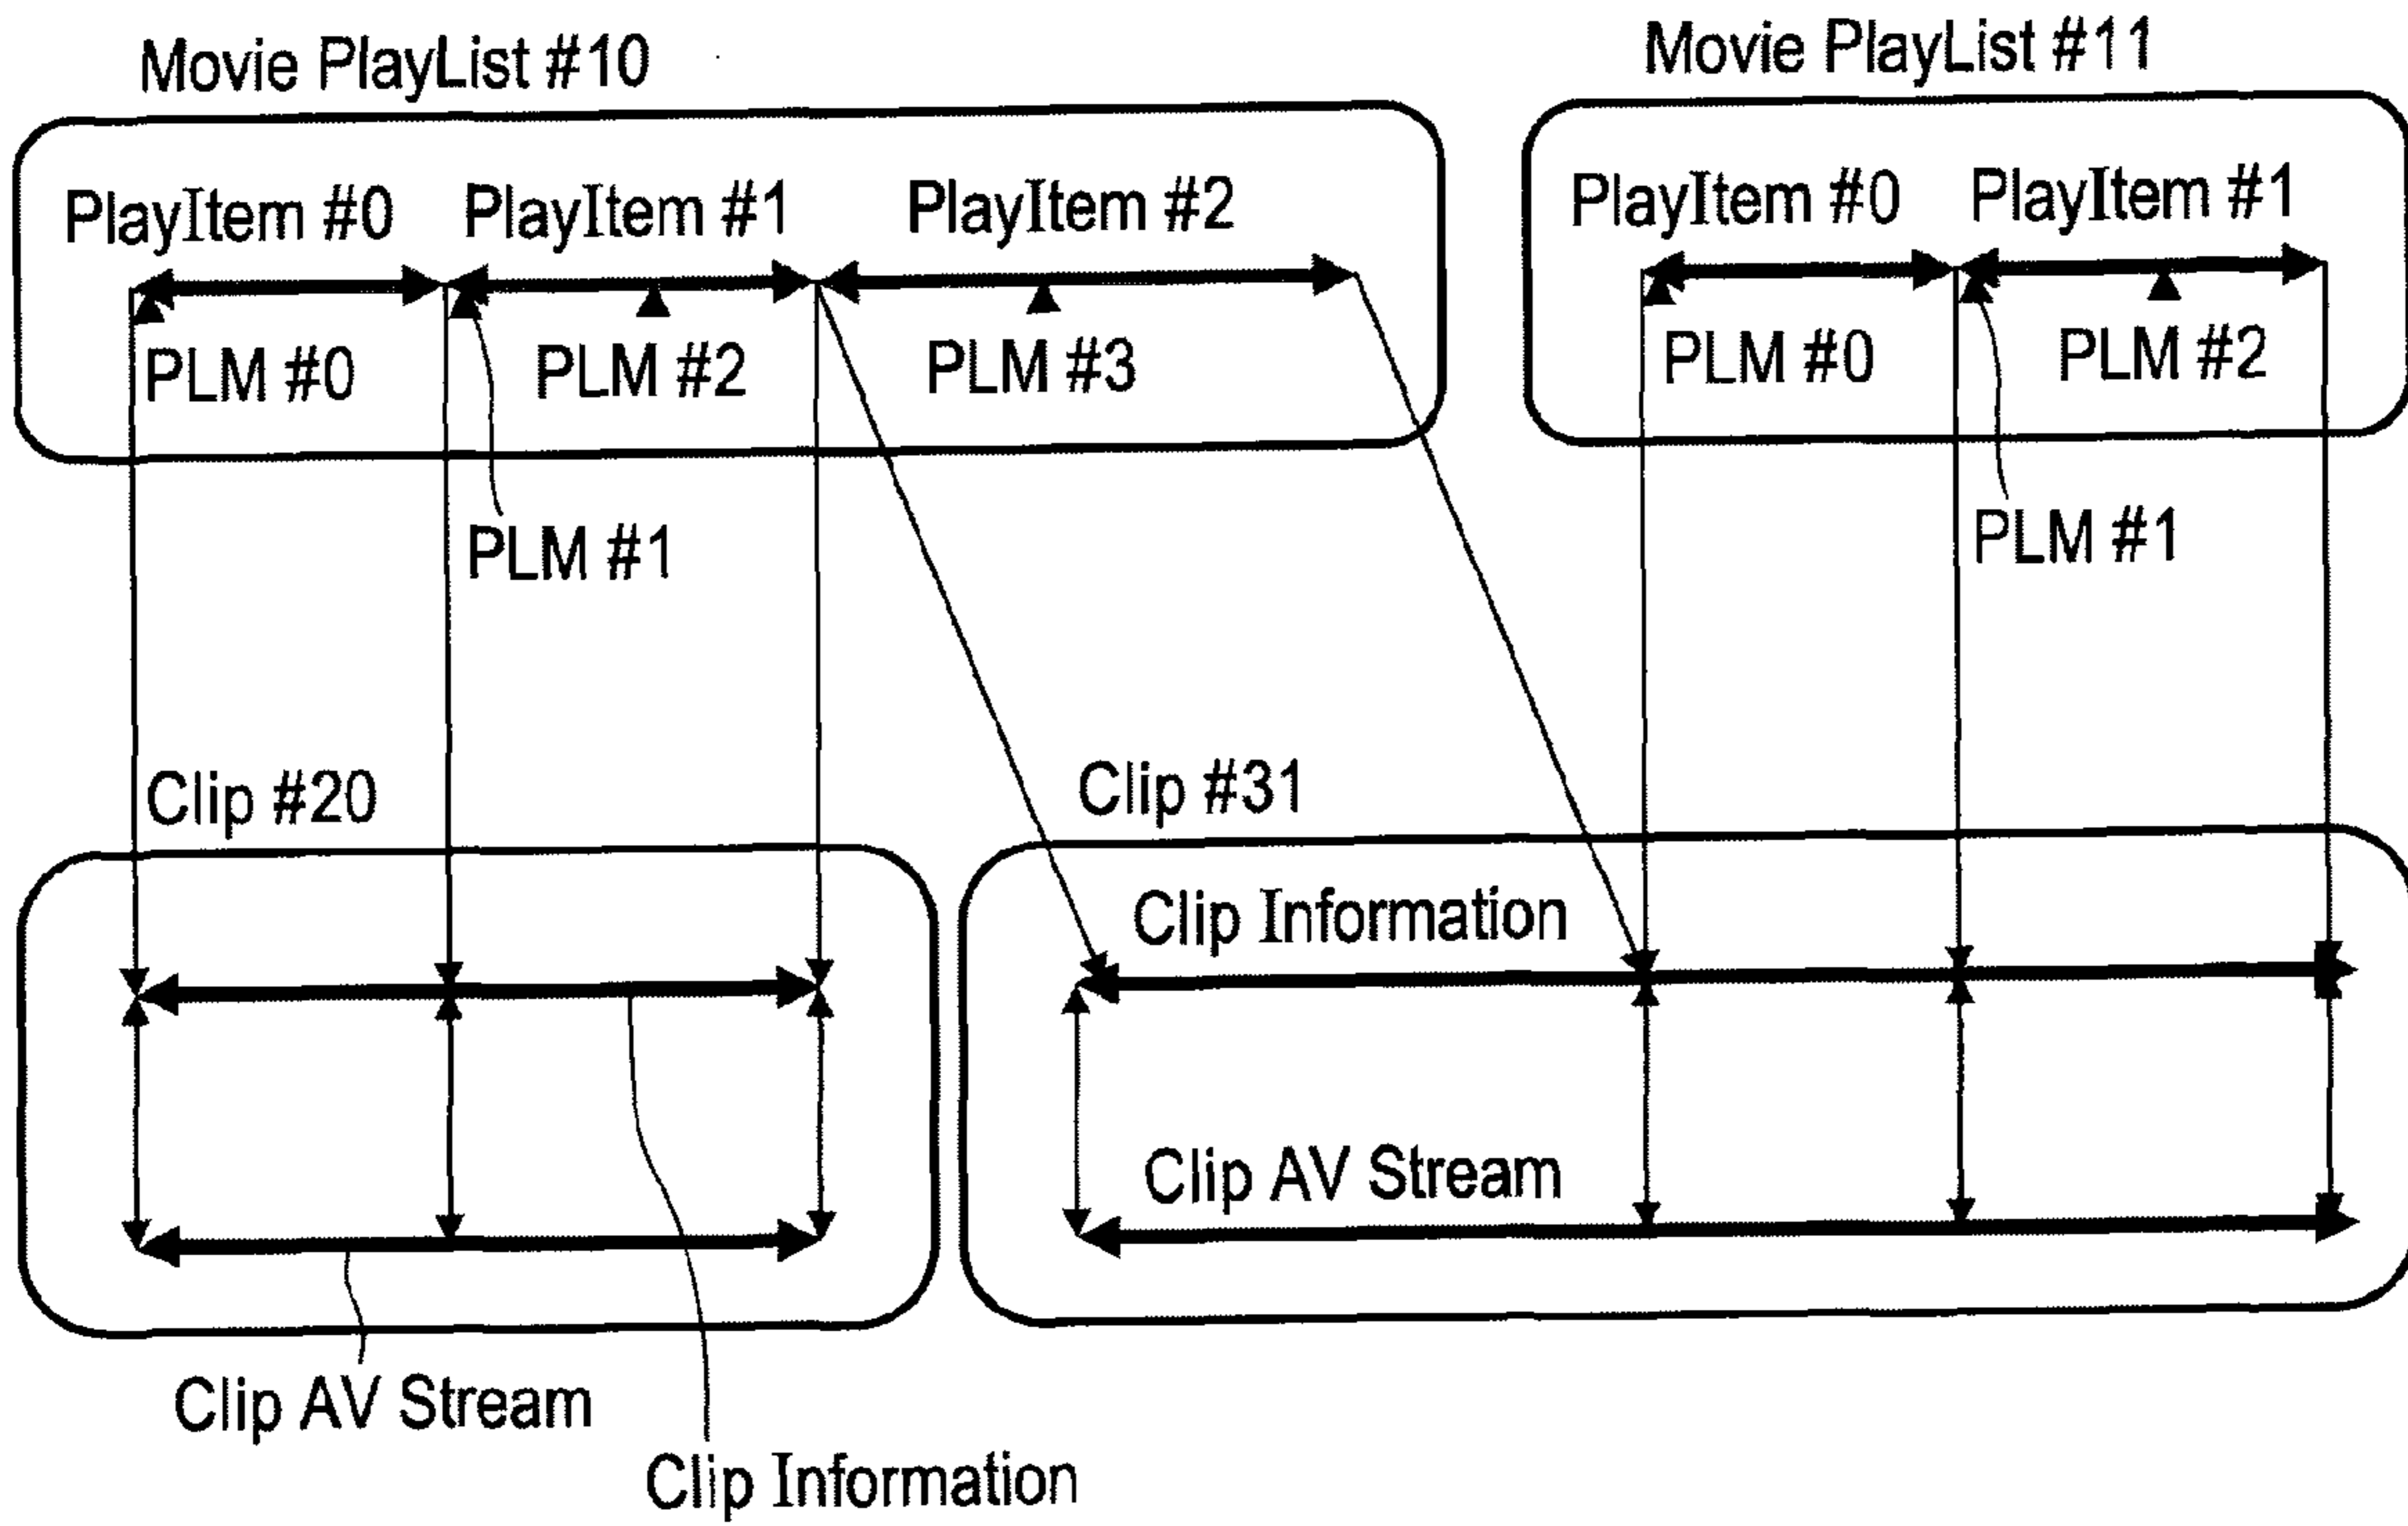 Movie PlayList #10
Movie PlayList #11
PlayItem #0
PlayItem #1
PlayItem #2
PlayItem #0
PlayItem #1
PLM #0
PLM #2
PLM #3
PLM #0
PLM #2
PLM #1
PLM #1
Clip #20
Clip #31
Clip Information
Clip AV Stream
Clip AV Stream
Clip Information